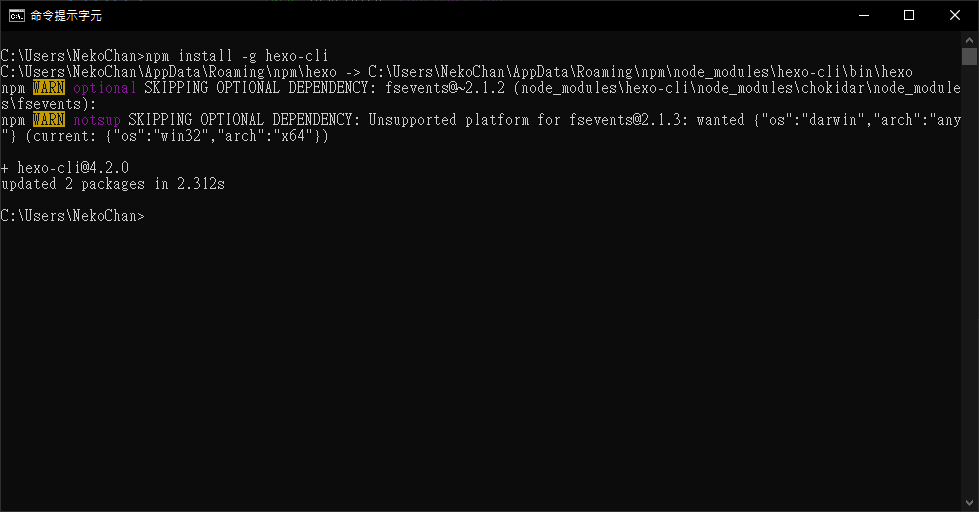 命令提示字元
C:\Users\NekoChan>npm install -g hexo-cli
C:\Users\NekoChan\AppData\Roaming\npm\hexo -> C:\Users\NekoChan\AppData\Roaming\npm\node_modules\hexo-cli\bin\hexo
npm WARN optional SKIPPING OPTIONAL DEPENDENCY: fsevents@~2.1.2 (node_modules\hexo-cli\node_modules\chokidar\node_module
s\fsevents):
npm WARN notsup SKIPPING OPTIONAL DEPENDENCY: Unsupported platform for fsevents@2.1.3: wanted {"os":"darwin","arch":"any
"} (current: {"os":"win32","arch":"x64"})
+ hexo-cli@4.2.0
updated 2 packages in 2.312s
C:\Users\NekoChan>